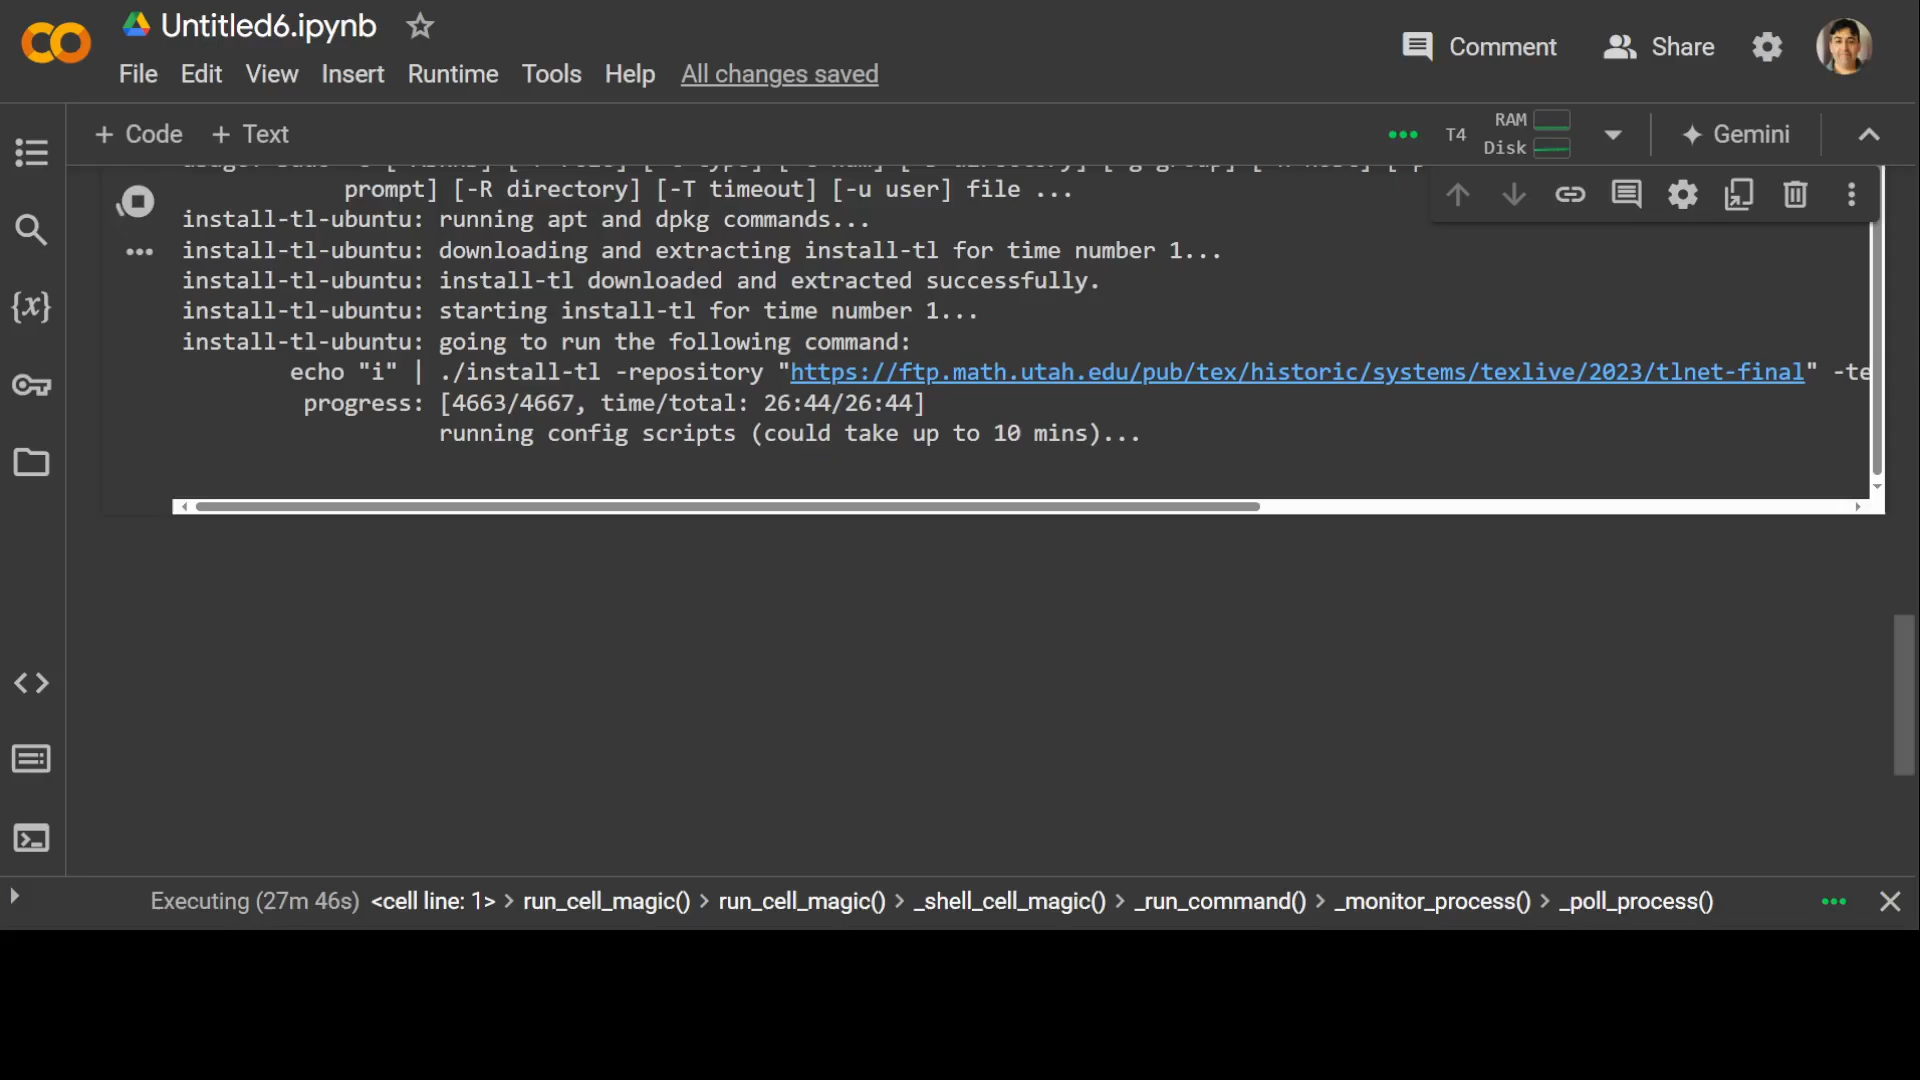 Untitled6.ipynb
Comment
Share
File Edit View Insert Runtime Tools Help All changes saved
+ Code + Text
T4
RAM
Disk
Gemini
prompt] [-R directory] [-T timeout] [-u user] file ...
install-tl-ubuntu: running apt and dpkg commands...
install-tl-ubuntu: downloading and extracting install-tl for time number 1...
install-tl-ubuntu: install-tl downloaded and extracted successfully.
install-tl-ubuntu: starting install-tl for time number 1...
install-tl-ubuntu: going to run the following command:
echo "i" | ./install-tl -repository "https://ftp.math.utah.edu/pub/tex/historic/systems/texlive/2023/tlnet-final" -te
progress: [4663/4667, time/total: 26:44/26:44]
running config scripts (could take up to 10 mins)...
Executing (27m 46s) <cell line: 1> > run_cell_magic() > run_cell_magic() > _shell_cell_magic() > _run_command() > _monitor_process() > _poll_process()